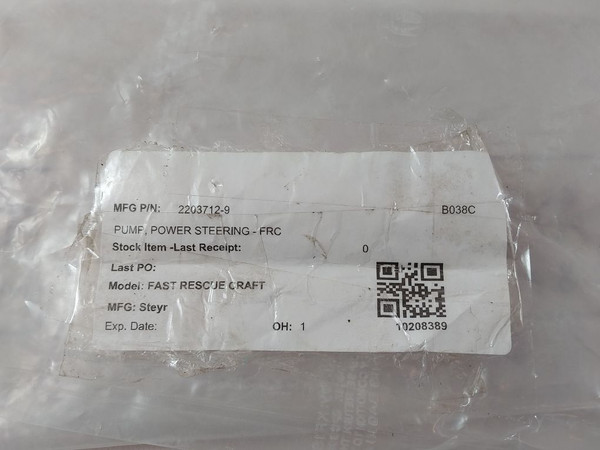 MFG P/N: 2203712-9 B038C
PUMP, POWER STEERING - FRC
Stock Item -Last Receipt: 0
Last PO:
Model: FAST RESCUE CRAFT
MFG: Steyr
Exp. Date: OH: 1 10208389